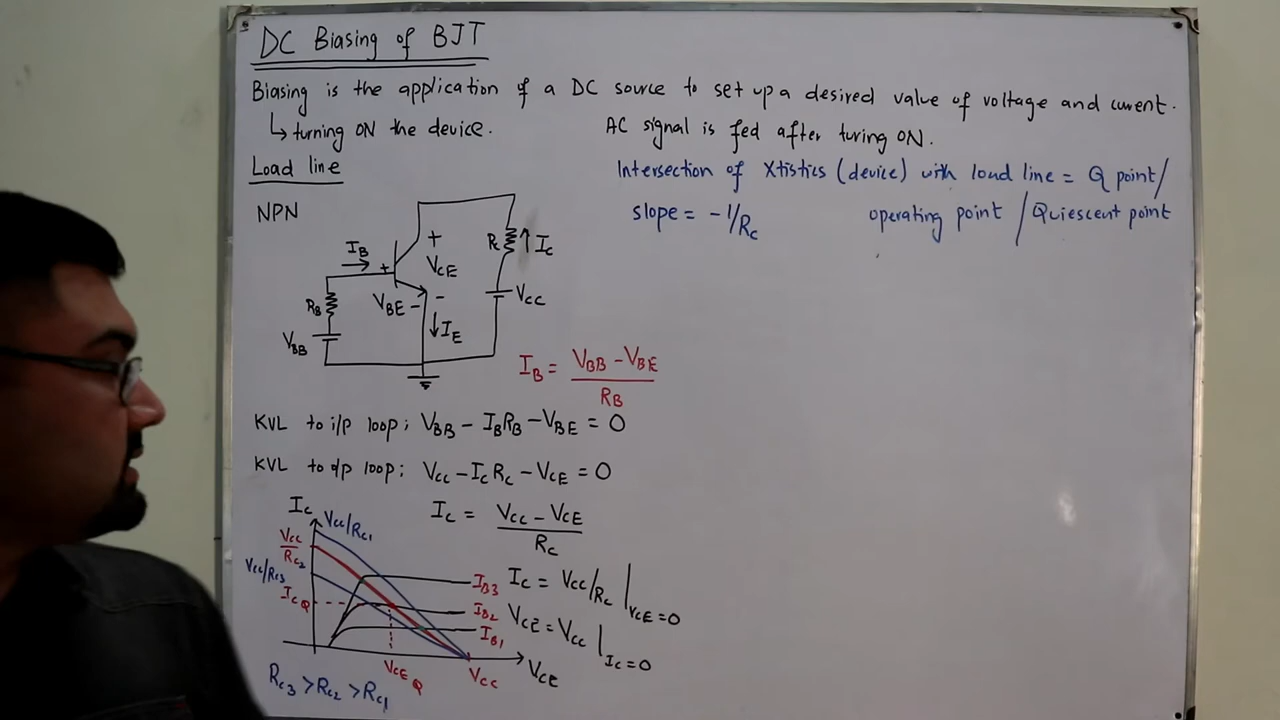 DC Biasing of BJT
Biasing is the application of a DC source to set up a desired value of voltage and current.
↳ turning ON the device.
AC signal is fed after turing ON.
Load line
Intersection of Xtistics (device) with load line = Q point/
slope = -1/Rc
operating point / Quiescent point
NPN
IB
+
+
VCE
-
VBE -
RB
VBB
Rc
↑ Ic
VCC
↓ IE
IB = (VBB - VBE) / RB
KVL to i/p loop; VBB - IBRB - VBE = 0
KVL to o/p loop; VCC - ICRC - VCE = 0
IC = (VCC - VCE) / RC
IC
VCC/RC1
VCC/RC2
VCC/RC3
ICQ
IB3
IB2
IB1
IC = VCC/RC | VCE=0
VCE = VCC | IC=0
VCEQ
VCC
VCE
RC3 > RC2 > RC1